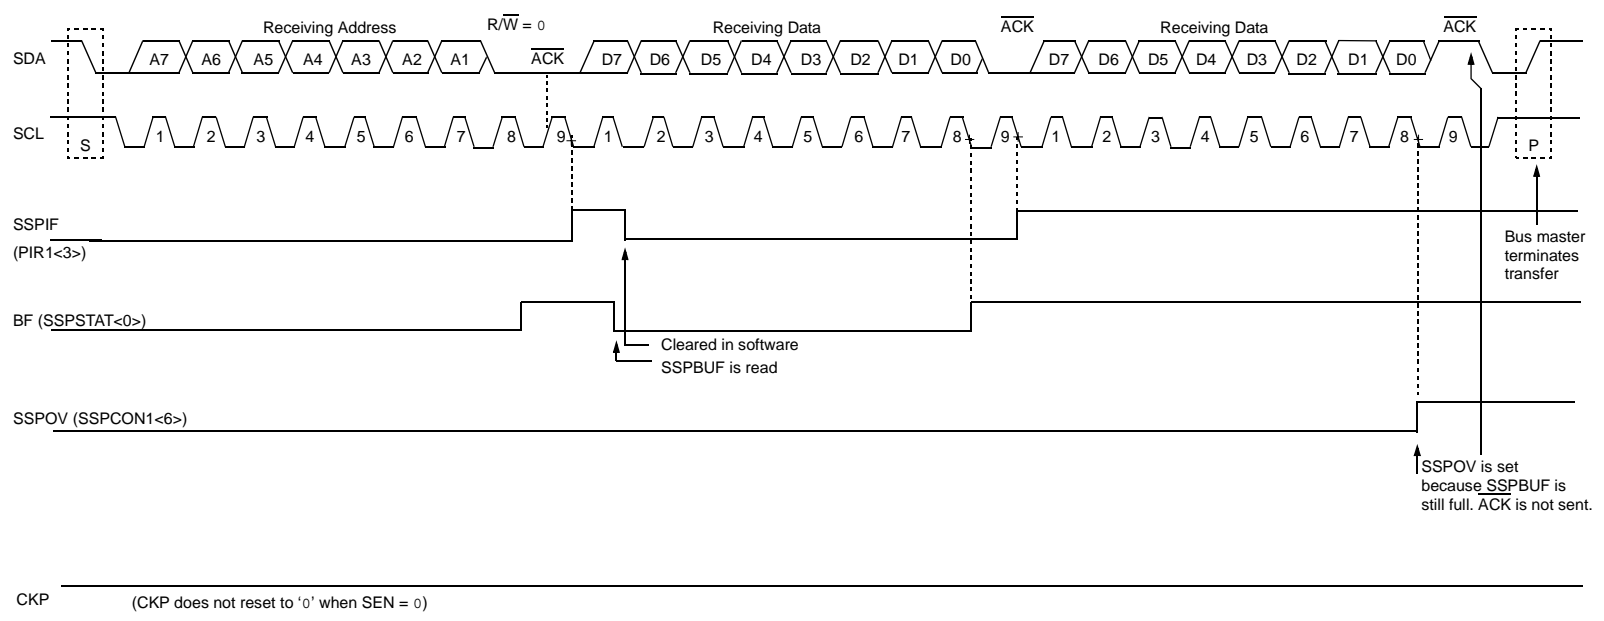 Receiving Address
R/W = 0
Receiving Data
ACK
Receiving Data
ACK
SDA
A7 A6 A5 A4 A3 A2 A1
ACK
D7 D6 D5 D4 D3 D2 D1 D0
D7 D6 D5 D4 D3 D2 D1 D0
SCL
S
1 2 3 4 5 6 7 8 9
1 2 3 4 5 6 7 8 9
1 2 3 4 5 6 7 8 9
P
SSPIF
(PIR1<3>)
Bus master
terminates
transfer
BF (SSPSTAT<0>)
Cleared in software
SSPBUF is read
SSPOV (SSPCON1<6>)
SSPOV is set
because SSPBUF is
still full. ACK is not sent.
CKP
(CKP does not reset to ‘0’ when SEN = 0)